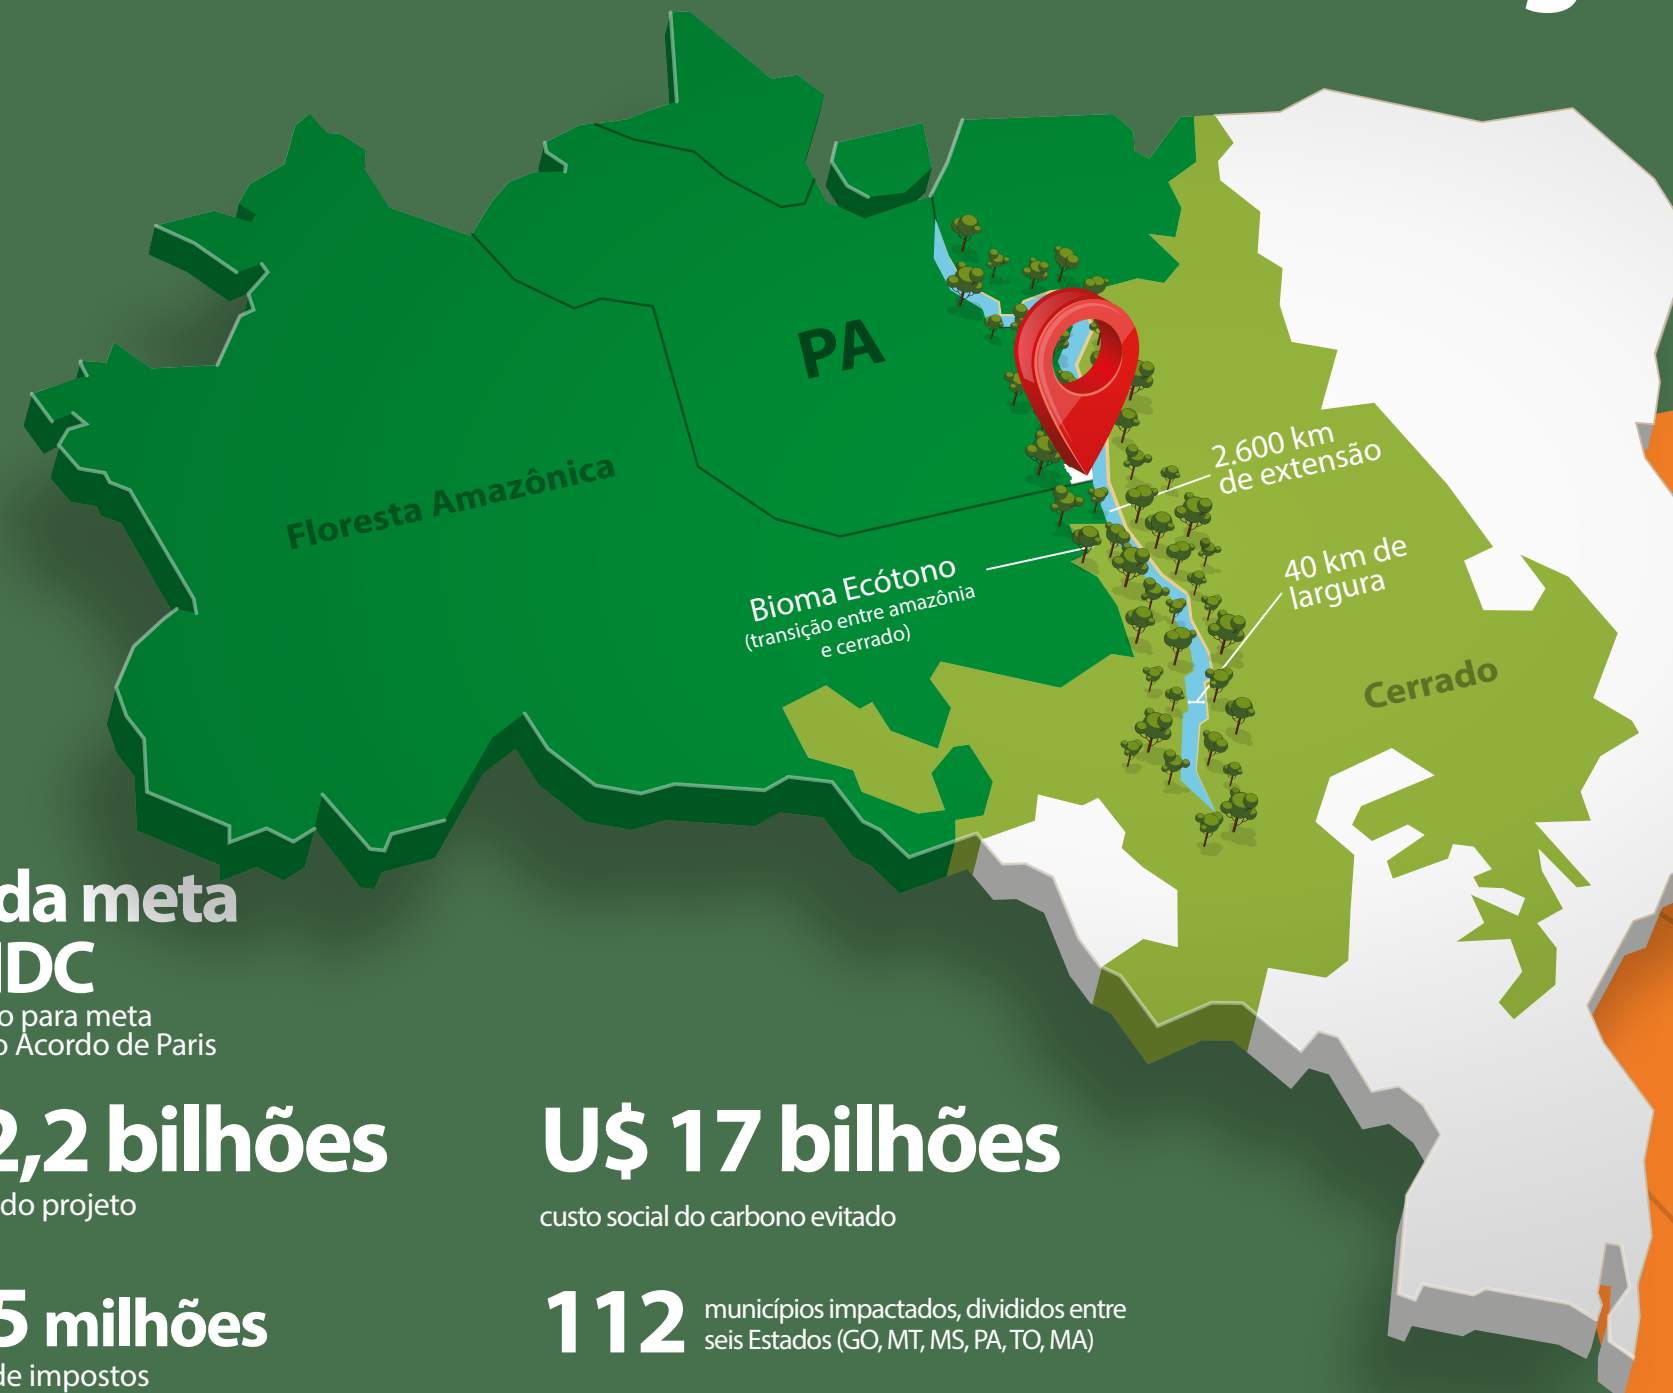 PA
Floresta Amazônica
2.600 km
de extensão
40 km de
largura
Bioma Ecótono
(transição entre amazônia
e cerrado)
Cerrado
da meta
para meta
Acordo de Paris
2,2 bilhões
do projeto
U$ 17 bilhões
custo social do carbono evitado
5 milhões
de impostos
112
municípios impactados, divididos entre
seis Estados (GO, MT, MS, PA, TO, MA)